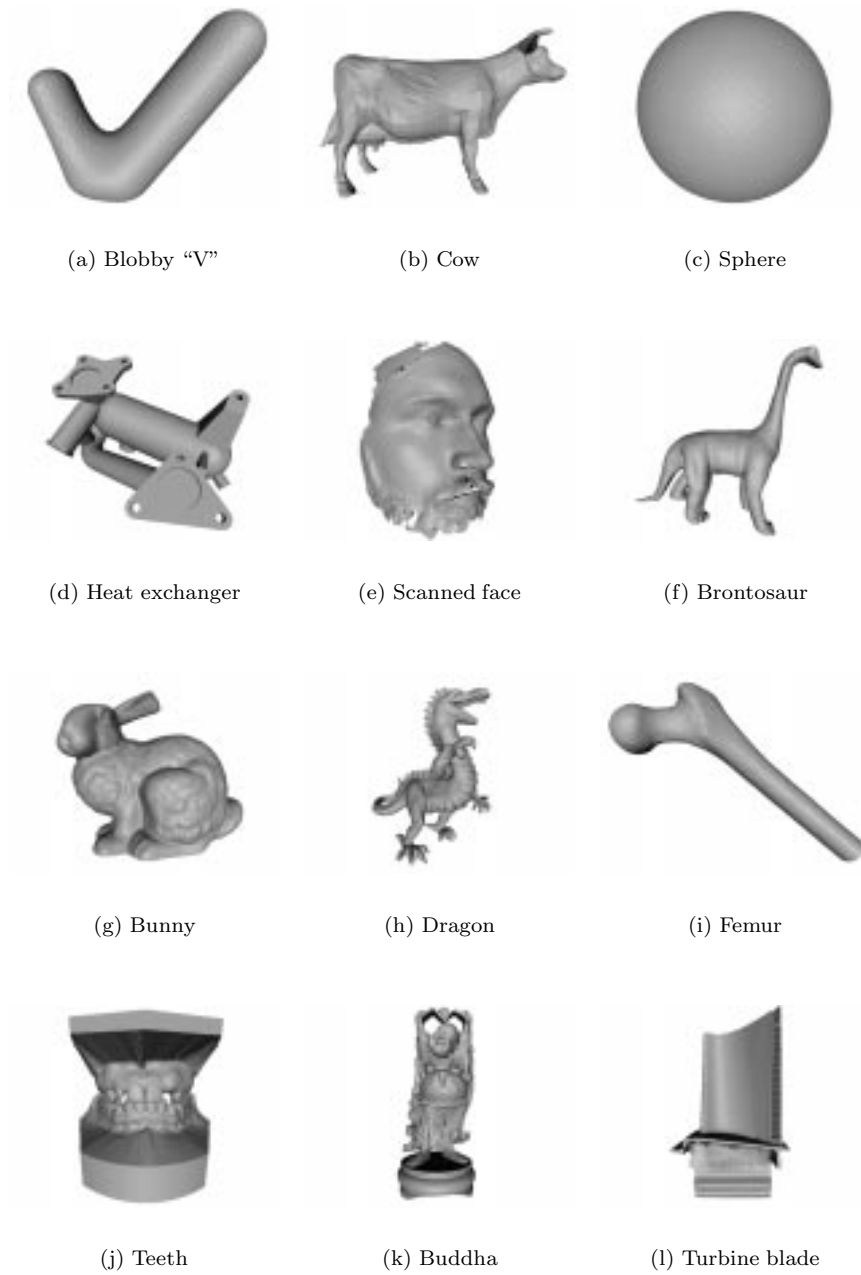 (a) Blobby “V”
(b) Cow
(c) Sphere
(d) Heat exchanger
(e) Scanned face
(f) Brontosaur
(g) Bunny
(h) Dragon
(i) Femur
(j) Teeth
(k) Buddha
(l) Turbine blade